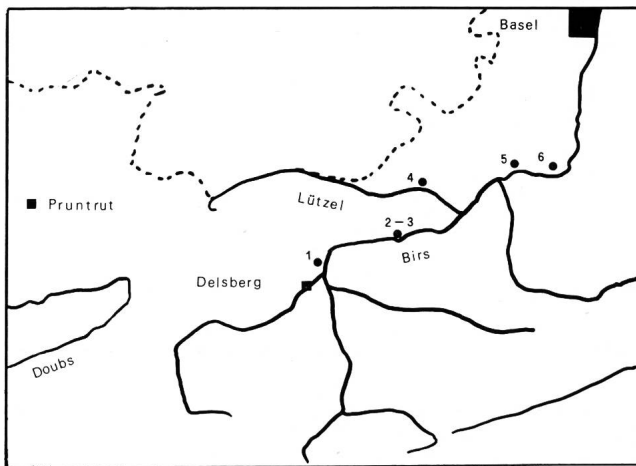 Basel
5
6
4
Lützel
Pruntrut
2–3
Birs
1
Delsberg
Doubs